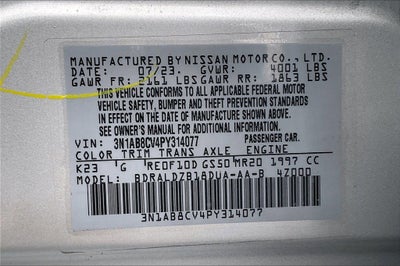 MANUFACTURED BY NISSAN MOTOR CO., LTD.
DATE: 07/23. GVWR: 4001 LBS
GAWR FR: 2161 LBS GAWR RR: 1863 LBS
THIS VEHICLE CONFORMS TO ALL APPLICABLE FEDERAL MOTOR
VEHICLE SAFETY, BUMPER AND THEFT PREVENTION STANDARDS
IN EFFECT ON THE DATE OF MANUFACTURE SHOWN ABOVE.
SEE OWNER'S MANUAL FOR ADDITIONAL INFORMATION
VIN: 3N1AB8CV4PY314077 PASSENGER CAR.
COLOR TRIM TRANS AXLE ENGINE
K23 G RE0F10D GS50 MR20 1997 CC
MODEL: BDRALDZB18DUA-AA-B 4Z000
3N1AB8CV4PY314077